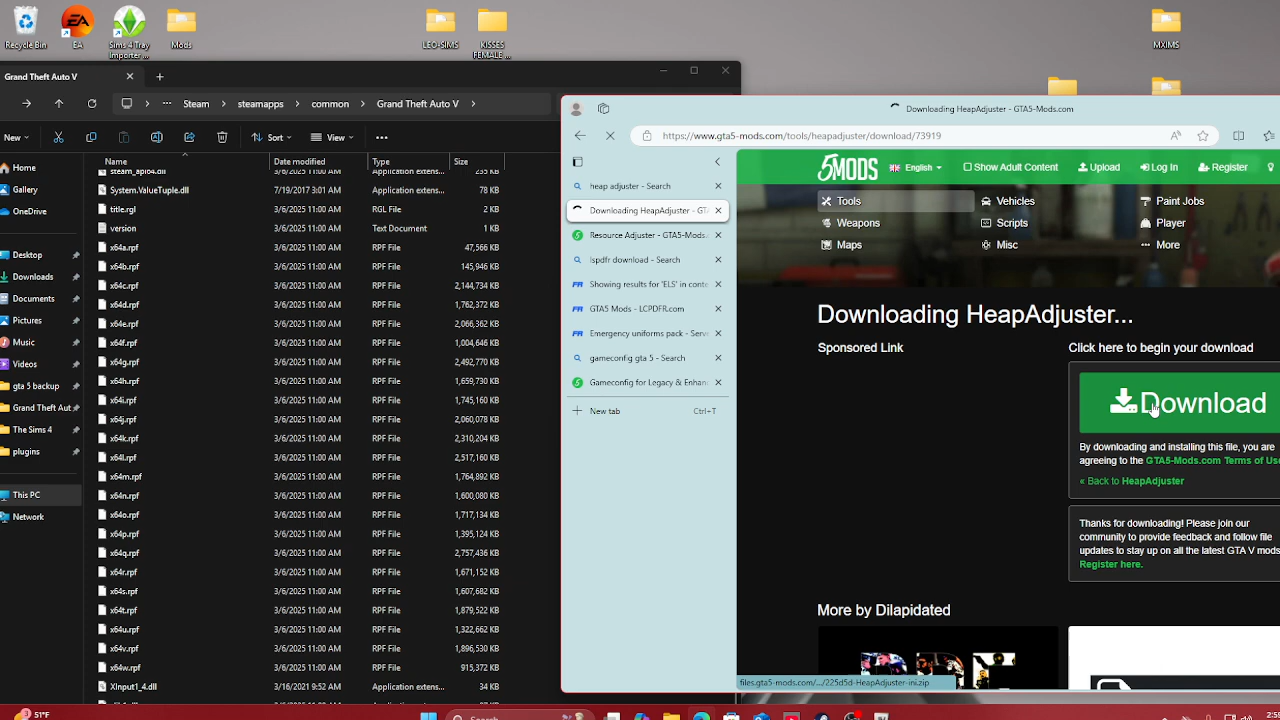 Recycle Bin
EA
Sims 4 Tray Importer ...
Mods
LEO+SIMS
KISSES FEMALE ...
MXIMS
Grand Theft Auto V
Steam
steamapps
common
Grand Theft Auto V
New
Sort
View
Name
Date modified
Type
Size
Home
Gallery
OneDrive
Desktop
Downloads
Documents
Pictures
Music
Videos
gta 5 backup
Grand Theft Aut
The Sims 4
plugins
This PC
Network
steam_api64.dll Application extens... 235 KB
System.ValueTuple.dll 7/19/2017 3:01 AM Application extens... 78 KB
title.rgl 3/6/2025 11:00 AM RGL File 2 KB
version 3/6/2025 11:00 AM Text Document 1 KB
x64a.rpf 3/6/2025 11:00 AM RPF File 47,566 KB
x64b.rpf 3/6/2025 11:00 AM RPF File 145,946 KB
x64c.rpf 3/6/2025 11:00 AM RPF File 2,144,734 KB
x64d.rpf 3/6/2025 11:00 AM RPF File 1,762,372 KB
x64e.rpf 3/6/2025 11:00 AM RPF File 2,066,362 KB
x64f.rpf 3/6/2025 11:00 AM RPF File 1,004,646 KB
x64g.rpf 3/6/2025 11:00 AM RPF File 2,492,770 KB
x64h.rpf 3/6/2025 11:00 AM RPF File 1,659,730 KB
x64i.rpf 3/6/2025 11:00 AM RPF File 1,745,160 KB
x64j.rpf 3/6/2025 11:00 AM RPF File 2,060,078 KB
x64k.rpf 3/6/2025 11:00 AM RPF File 2,310,204 KB
x64l.rpf 3/6/2025 11:00 AM RPF File 2,517,160 KB
x64m.rpf 3/6/2025 11:00 AM RPF File 1,764,892 KB
x64n.rpf 3/6/2025 11:00 AM RPF File 1,600,080 KB
x64o.rpf 3/6/2025 11:00 AM RPF File 1,717,134 KB
x64p.rpf 3/6/2025 11:00 AM RPF File 1,395,124 KB
x64q.rpf 3/6/2025 11:00 AM RPF File 2,757,436 KB
x64r.rpf 3/6/2025 11:00 AM RPF File 1,671,152 KB
x64s.rpf 3/6/2025 11:00 AM RPF File 1,607,682 KB
x64t.rpf 3/6/2025 11:00 AM RPF File 1,879,522 KB
x64u.rpf 3/6/2025 11:00 AM RPF File 1,322,662 KB
x64v.rpf 3/6/2025 11:00 AM RPF File 1,896,530 KB
x64w.rpf 3/6/2025 11:00 AM RPF File 915,372 KB
XInput1_4.dll 3/16/2021 9:52 AM Application extens... 34 KB
Downloading HeapAdjuster - GTA5-Mods.com
https://www.gta5-mods.com/tools/heapadjuster/download/73919
heap adjuster - Search
Downloading HeapAdjuster - GTA
Resource Adjuster - GTA5-Mods.
lspdfr download - Search
Showing results for 'ELS' in conte
GTA5 Mods - LCPDFR.com
Emergency uniforms pack - Serve
gameconfig gta 5 - Search
Gameconfig for Legacy & Enhan
New tab Ctrl+T
5MODS
English
Show Adult Content
Upload
Log In
Register
Tools
Vehicles
Paint Jobs
Weapons
Scripts
Player
Maps
Misc
More
Downloading HeapAdjuster...
Sponsored Link
Click here to begin your download
Download
By downloading and installing this file, you are
agreeing to the GTA5-Mods.com Terms of Use
« Back to HeapAdjuster
Thanks for downloading! Please join our
community to provide feedback and follow file
updates to stay up on all the latest GTA V mods
Register here.
More by Dilapidated
files.gta5-mods.com/.../225d5d-HeapAdjuster-ini.zip
51°F
Search